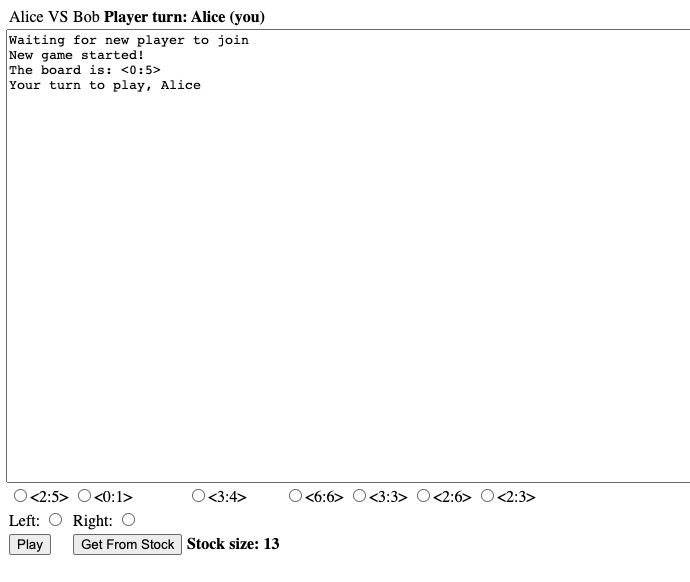 Alice VS Bob Player turn: Alice (you)
Waiting for new player to join
New game started!
The board is: <0:5>
Your turn to play, Alice
<2:5> <0:1> <3:4> <6:6> <3:3> <2:6> <2:3>
Left: Right:
Play Get From Stock Stock size: 13